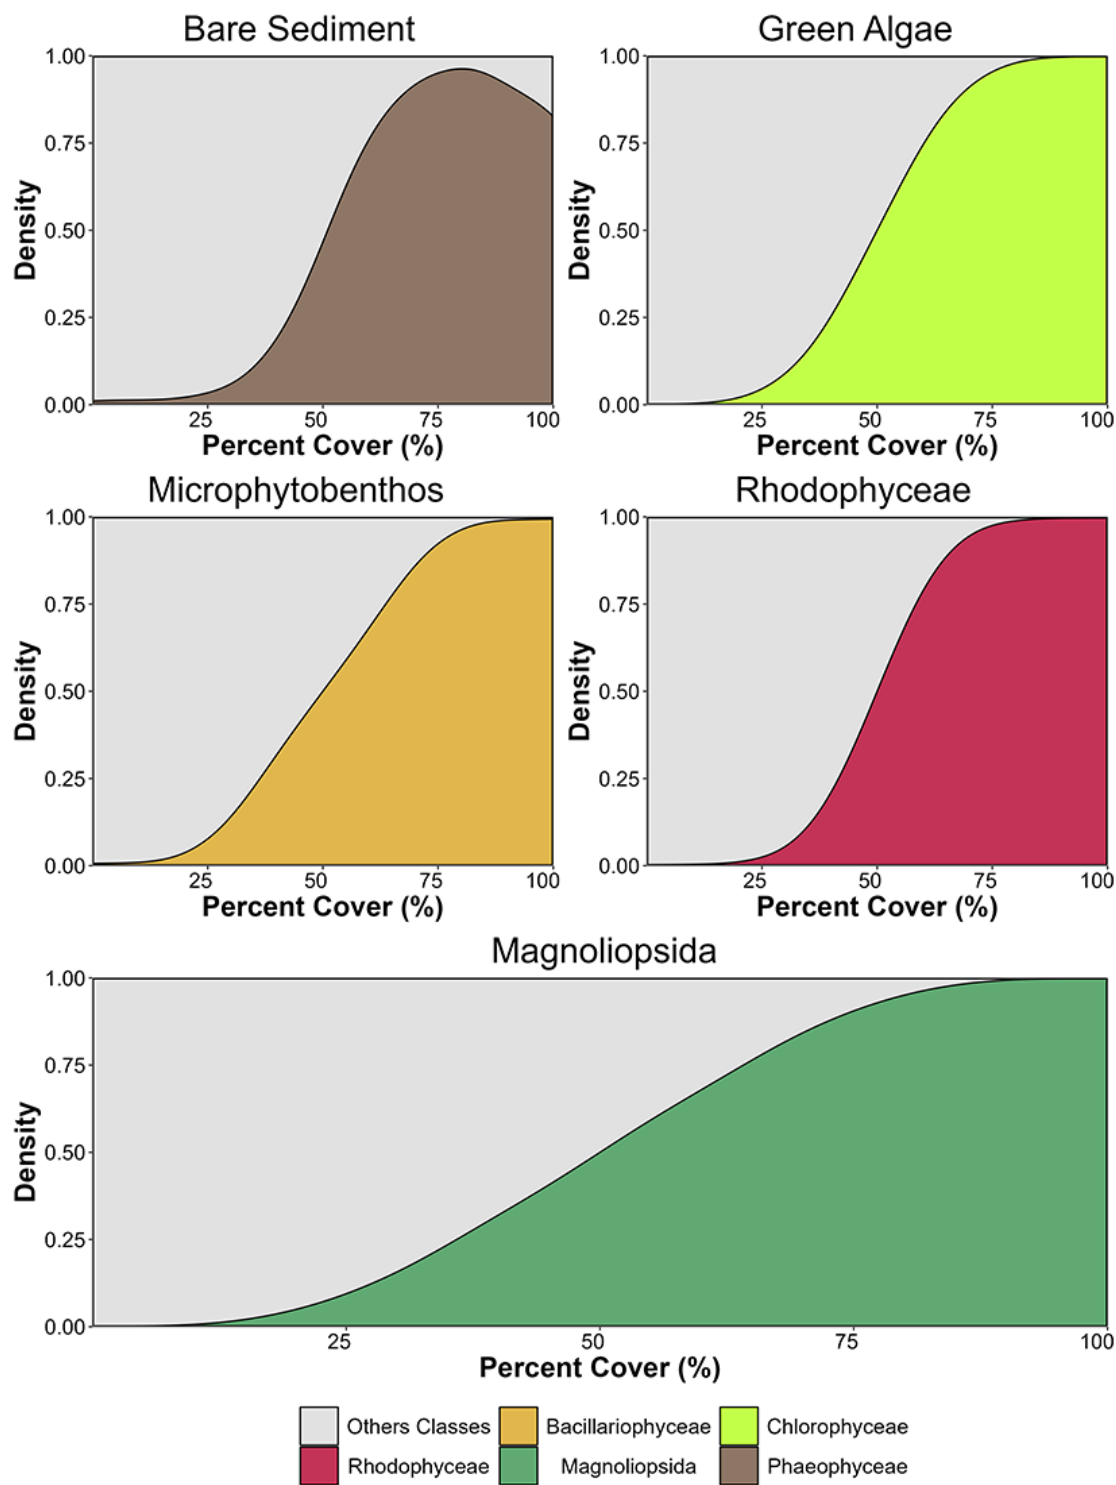 Bare Sediment
1.00
0.75
0.50
0.25
0.00
Density
25 50 75 100
Percent Cover (%)
Green Algae
1.00
0.75
0.50
0.25
0.00
Density
25 50 75 100
Percent Cover (%)
Microphytobenthos
1.00
0.75
0.50
0.25
0.00
Density
25 50 75 100
Percent Cover (%)
Rhodophyceae
1.00
0.75
0.50
0.25
0.00
Density
25 50 75 100
Percent Cover (%)
Magnoliopsida
1.00
0.75
0.50
0.25
0.00
Density
25 50 75 100
Percent Cover (%)
Others Classes Bacillariophyceae Chlorophyceae
Rhodophyceae Magnoliopsida Phaeophyceae